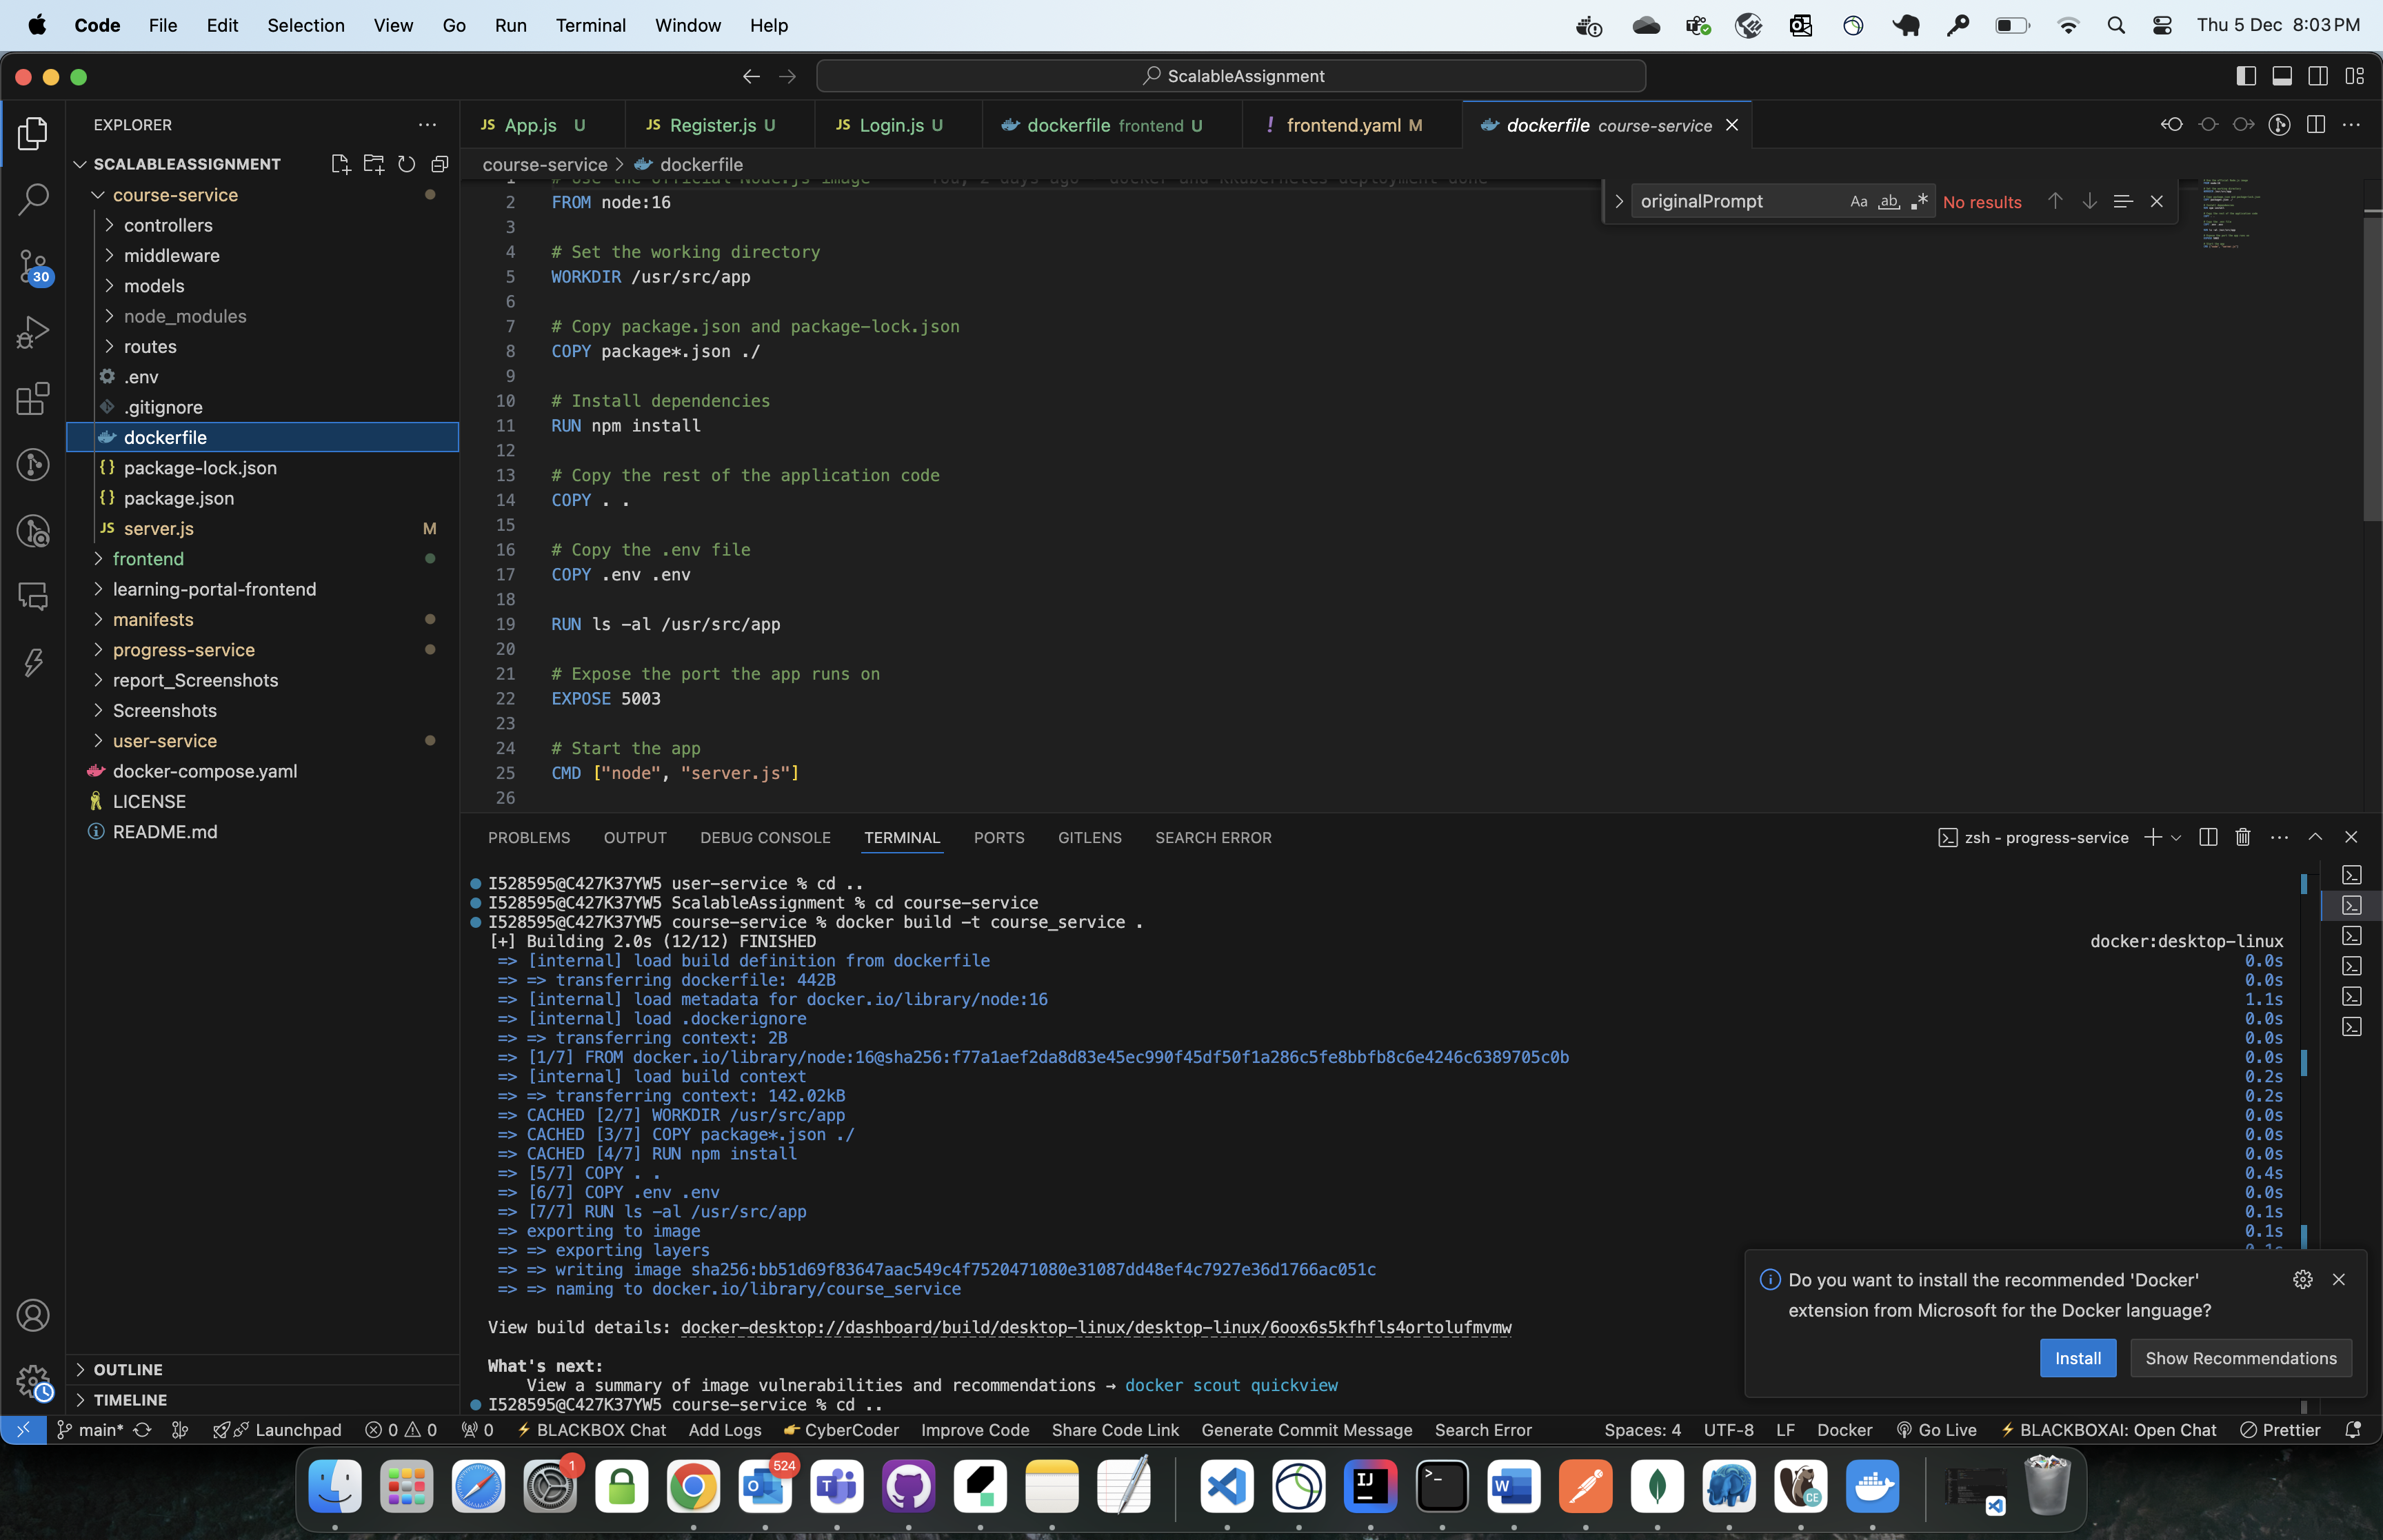 Code File Edit Selection View Go Run Terminal Window Help Thu 5 Dec 8:03 PM
ScalableAssignment
EXPLORER
SCALABLEASSIGNMENT
course-service
controllers
middleware
models
node_modules
routes
.env
.gitignore
dockerfile
package-lock.json
package.json
JS server.js M
frontend
learning-portal-frontend
manifests
progress-service
report_Screenshots
Screenshots
user-service
docker-compose.yaml
LICENSE
README.md
OUTLINE
TIMELINE
30
JS App.js U JS Register.js U JS Login.js U dockerfile frontend U ! frontend.yaml M dockerfile course-service
course-service > dockerfile
originalPrompt Aa ab No results
1 # Use the official Node.js image You, 2 days ago • docker and kkubernetes deployment done
2 FROM node:16
3
4 # Set the working directory
5 WORKDIR /usr/src/app
6
7 # Copy package.json and package-lock.json
8 COPY package*.json ./
9
10 # Install dependencies
11 RUN npm install
12
13 # Copy the rest of the application code
14 COPY . .
15
16 # Copy the .env file
17 COPY .env .env
18
19 RUN ls -al /usr/src/app
20
21 # Expose the port the app runs on
22 EXPOSE 5003
23
24 # Start the app
25 CMD ["node", "server.js"]
26
PROBLEMS OUTPUT DEBUG CONSOLE TERMINAL PORTS GITLENS SEARCH ERROR zsh - progress-service
I528595@C427K37YW5 user-service % cd ..
I528595@C427K37YW5 ScalableAssignment % cd course-service
I528595@C427K37YW5 course-service % docker build -t course_service .
[+] Building 2.0s (12/12) FINISHED docker:desktop-linux
=> [internal] load build definition from dockerfile 0.0s
=> => transferring dockerfile: 442B 0.0s
=> [internal] load metadata for docker.io/library/node:16 1.1s
=> [internal] load .dockerignore 0.0s
=> => transferring context: 2B 0.0s
=> [1/7] FROM docker.io/library/node:16@sha256:f77a1aef2da8d83e45ec990f45df50f1a286c5fe8bbfb8c6e4246c6389705c0b 0.0s
=> [internal] load build context 0.2s
=> => transferring context: 142.02kB 0.2s
=> CACHED [2/7] WORKDIR /usr/src/app 0.0s
=> CACHED [3/7] COPY package*.json ./ 0.0s
=> CACHED [4/7] RUN npm install 0.0s
=> [5/7] COPY . . 0.4s
=> [6/7] COPY .env .env 0.0s
=> [7/7] RUN ls -al /usr/src/app 0.1s
=> exporting to image 0.1s
=> => exporting layers 0.1s
=> => writing image sha256:bb51d69f83647aac549c4f7520471080e31087dd48ef4c7927e36d1766ac051c
=> => naming to docker.io/library/course_service
View build details: docker-desktop://dashboard/build/desktop-linux/desktop-linux/6oox6s5kfhfls4ortolufmvmw
What's next:
View a summary of image vulnerabilities and recommendations → docker scout quickview
I528595@C427K37YW5 course-service % cd ..
Do you want to install the recommended 'Docker'
extension from Microsoft for the Docker language?
Install Show Recommendations
main* Launchpad 0 0 0 BLACKBOX Chat Add Logs CyberCoder Improve Code Share Code Link Generate Commit Message Search Error Spaces: 4 UTF-8 LF Docker Go Live BLACKBOXAI: Open Chat Prettier
1 524
IJ W CE